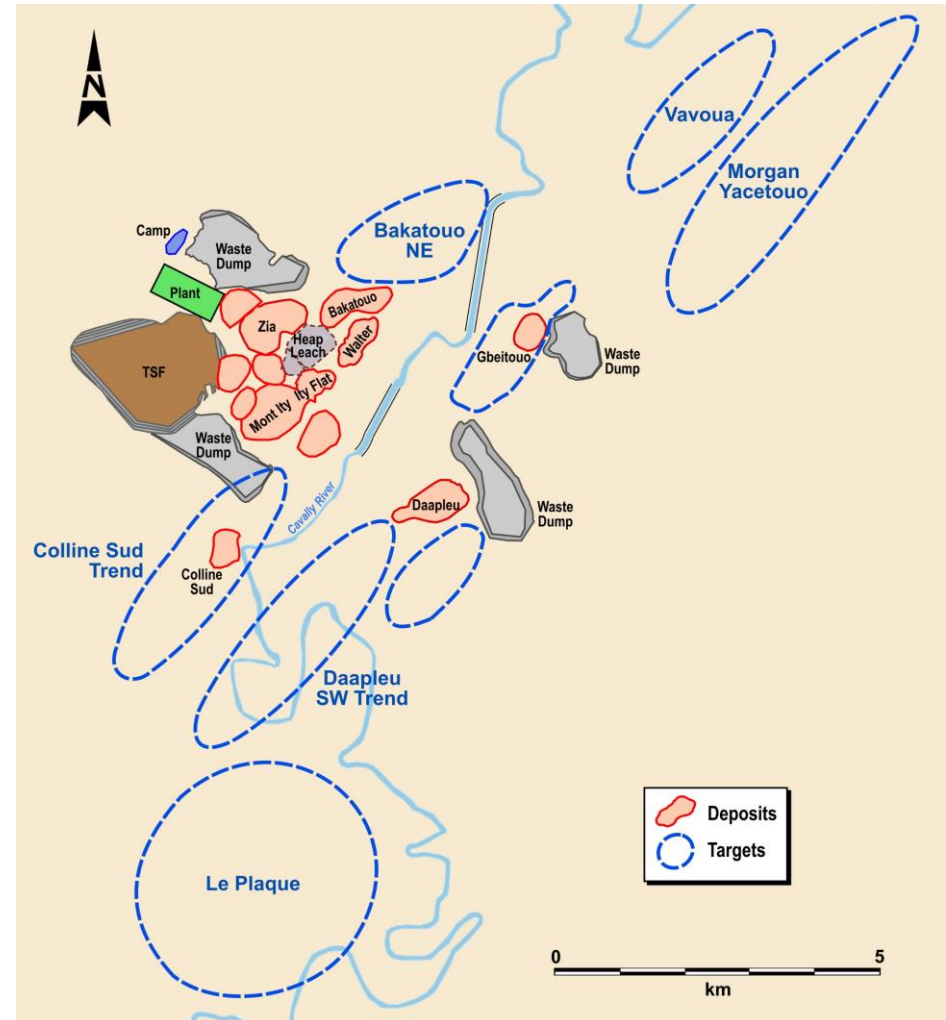 N
Vavoua
Morgan
Yacetouo
Bakatouo
NE
Camp
Waste
Dump
Plant
Bakatouo
Zia
Heap
Leach
Walter
Gbeitouo
Waste
Dump
TSF
Ity Flat
Mont Ity
Waste
Dump
Cavally River
Daapleu
Waste
Dump
Colline Sud
Trend
Colline
Sud
Daapleu
SW Trend
Le Plaque
Deposits
Targets
0 5
km